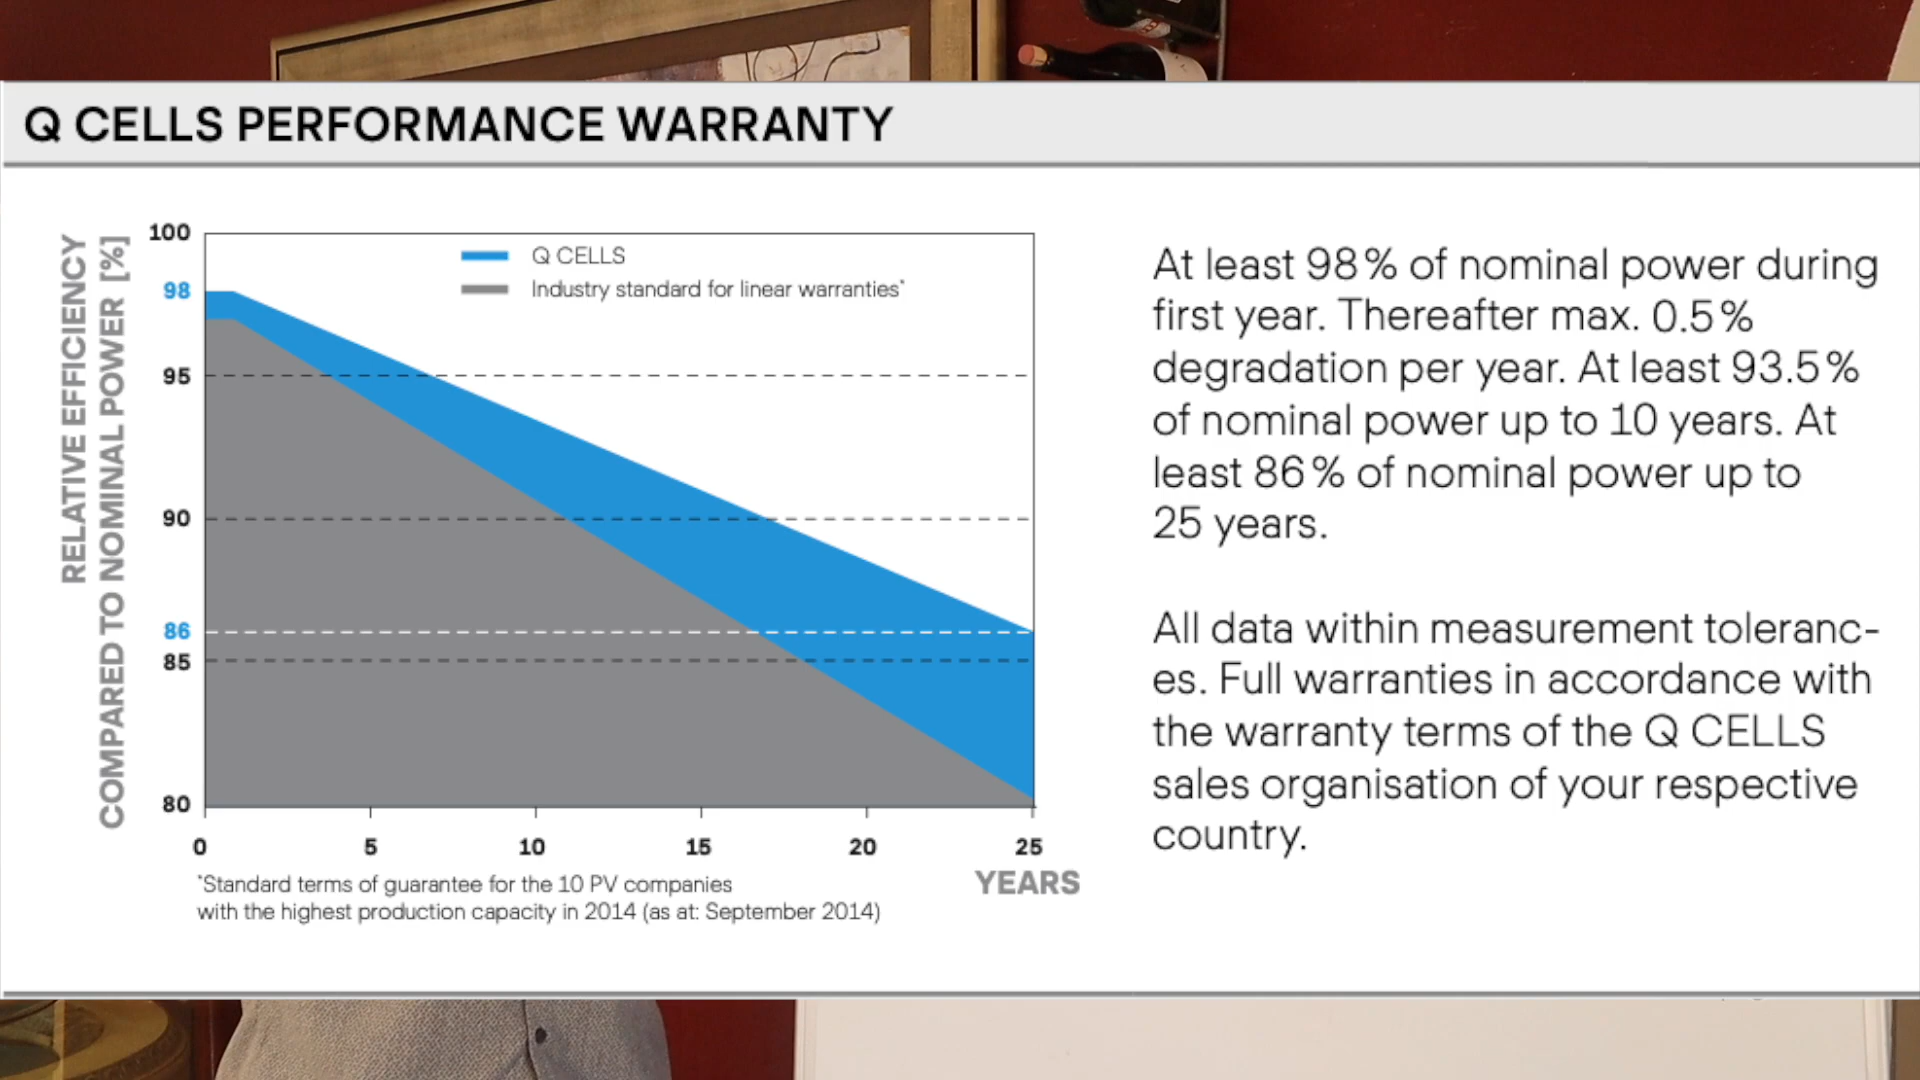 Q CELLS PERFORMANCE WARRANTY
RELATIVE EFFICIENCY
COMPARED TO NOMINAL POWER [%]
100
98
95
90
86
85
80
Q CELLS
Industry standard for linear warranties*
0 5 10 15 20 25
YEARS
*Standard terms of guarantee for the 10 PV companies
with the highest production capacity in 2014 (as at: September 2014)
At least 98 % of nominal power during
first year. Thereafter max. 0.5 %
degradation per year. At least 93.5 %
of nominal power up to 10 years. At
least 86 % of nominal power up to
25 years.
All data within measurement toleranc-
es. Full warranties in accordance with
the warranty terms of the Q CELLS
sales organisation of your respective
country.